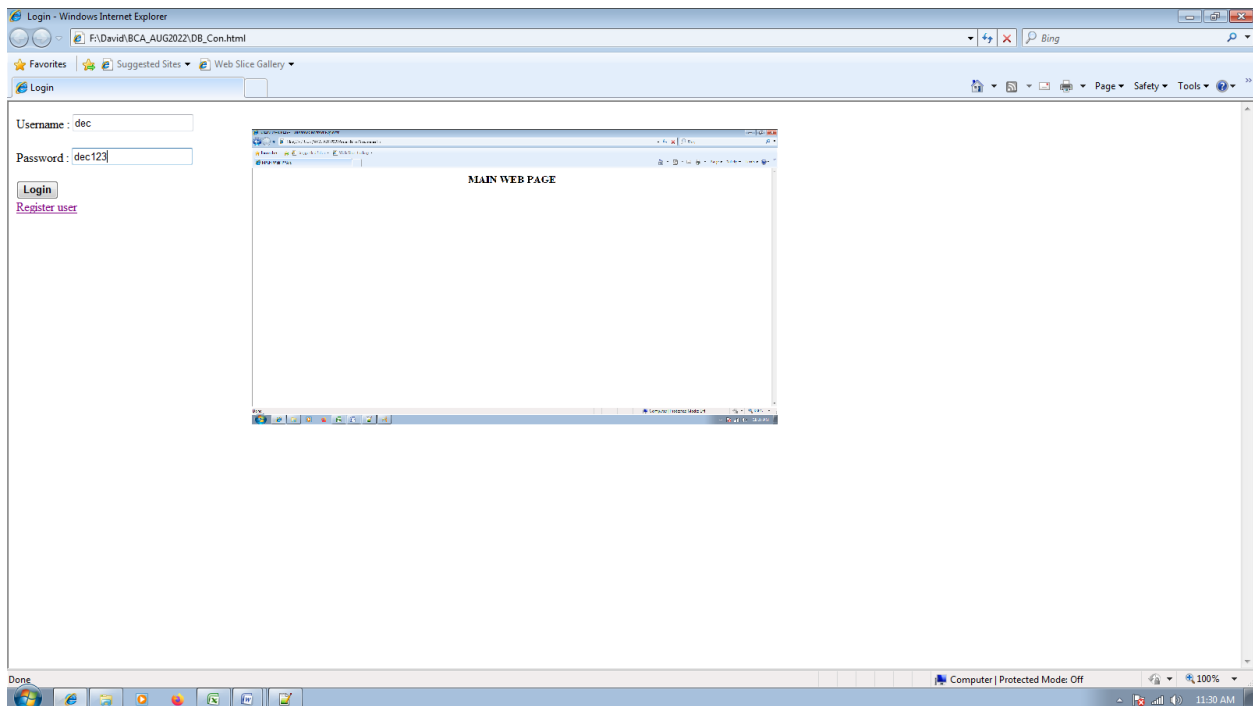 Login - Windows Internet Explorer
F:\David\BCA_AUG2022\DB_Con.html
Bing
Favorites Suggested Sites Web Slice Gallery
Login
Page Safety Tools
Username : dec
Password : dec123
Login
Register user
MAIN WEB PAGE
Done
Computer | Protected Mode: Off
100%
11:30 AM